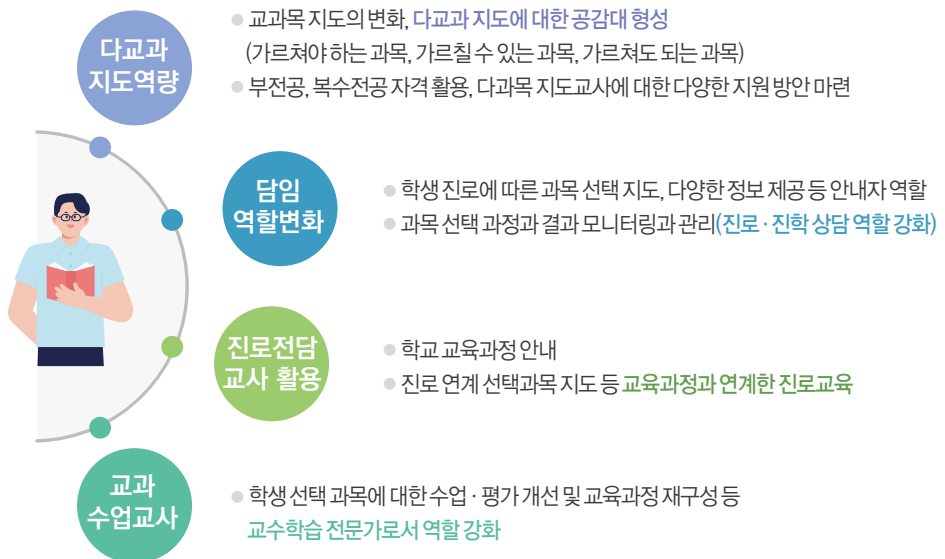 다교과
지도역량
● 교과목 지도의 변화, 다교과 지도에 대한 공감대 형성
(가르쳐야 하는 과목, 가르칠 수 있는 과목, 가르쳐도 되는 과목)
● 부전공, 복수전공 자격 활용, 다과목 지도교사에 대한 다양한 지원 방안 마련
담임
역할변화
● 학생 진로에 따른 과목 선택 지도, 다양한 정보 제공 등 안내자 역할
● 과목 선택 과정과 결과 모니터링과 관리(진로·진학 상담 역할 강화)
진로전담
교사 활용
● 학교 교육과정 안내
● 진로 연계 선택과목 지도 등 교육과정과 연계한 진로교육
교과
수업교사
● 학생 선택 과목에 대한 수업·평가 개선 및 교육과정 재구성 등
교수학습 전문가로서 역할 강화